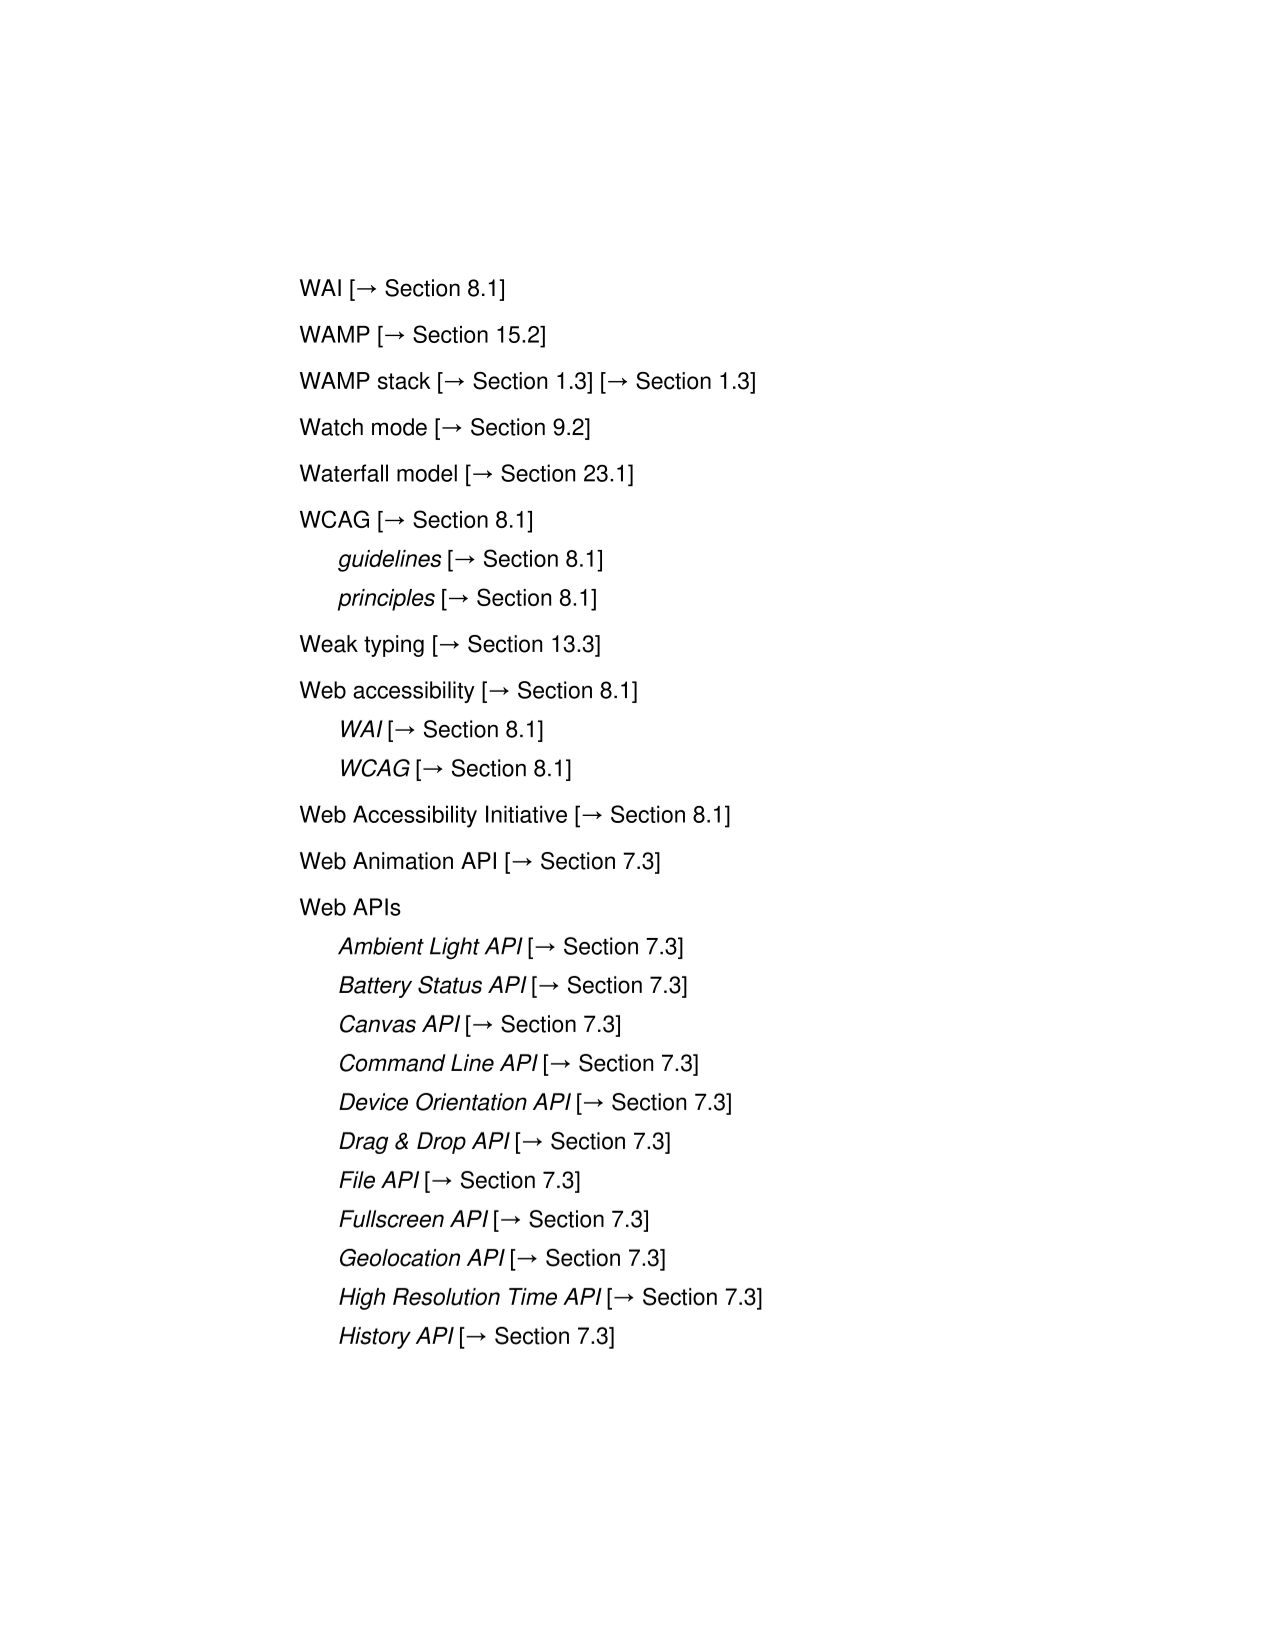 WAI [→ Section 8.1]
WAMP [→ Section 15.2]
WAMP stack [→ Section 1.3] [→ Section 1.3]
Watch mode [→ Section 9.2]
Waterfall model [→ Section 23.1]
WCAG [→ Section 8.1]
guidelines [→ Section 8.1]
principles [→ Section 8.1]
Weak typing [→ Section 13.3]
Web accessibility [→ Section 8.1]
WAI [→ Section 8.1]
WCAG [→ Section 8.1]
Web Accessibility Initiative [→ Section 8.1]
Web Animation API [→ Section 7.3]
Web APIs
Ambient Light API [→ Section 7.3]
Battery Status API [→ Section 7.3]
Canvas API [→ Section 7.3]
Command Line API [→ Section 7.3]
Device Orientation API [→ Section 7.3]
Drag & Drop API [→ Section 7.3]
File API [→ Section 7.3]
Fullscreen API [→ Section 7.3]
Geolocation API [→ Section 7.3]
High Resolution Time API [→ Section 7.3]
History API [→ Section 7.3]